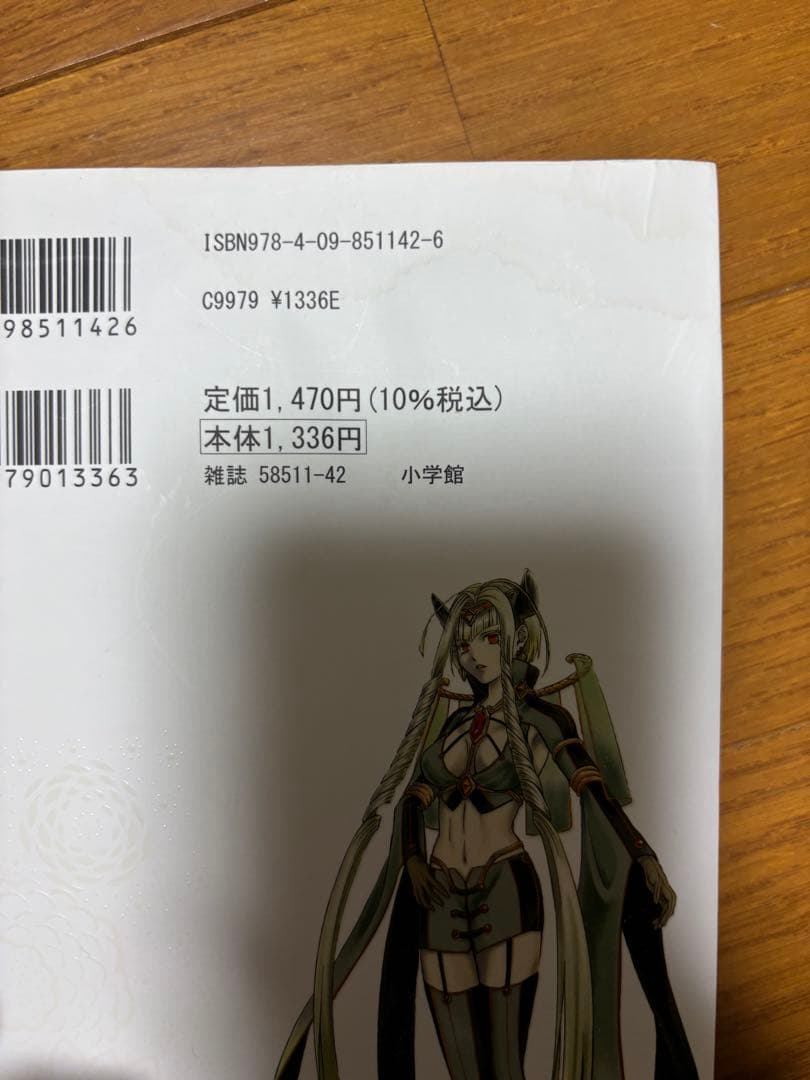 ISBN978-4-09-851142-6
98511426
C9979 ¥1336E
定価1,470円(10%税込)
本体1,336円
79013363
雑誌 58511-42 小学館